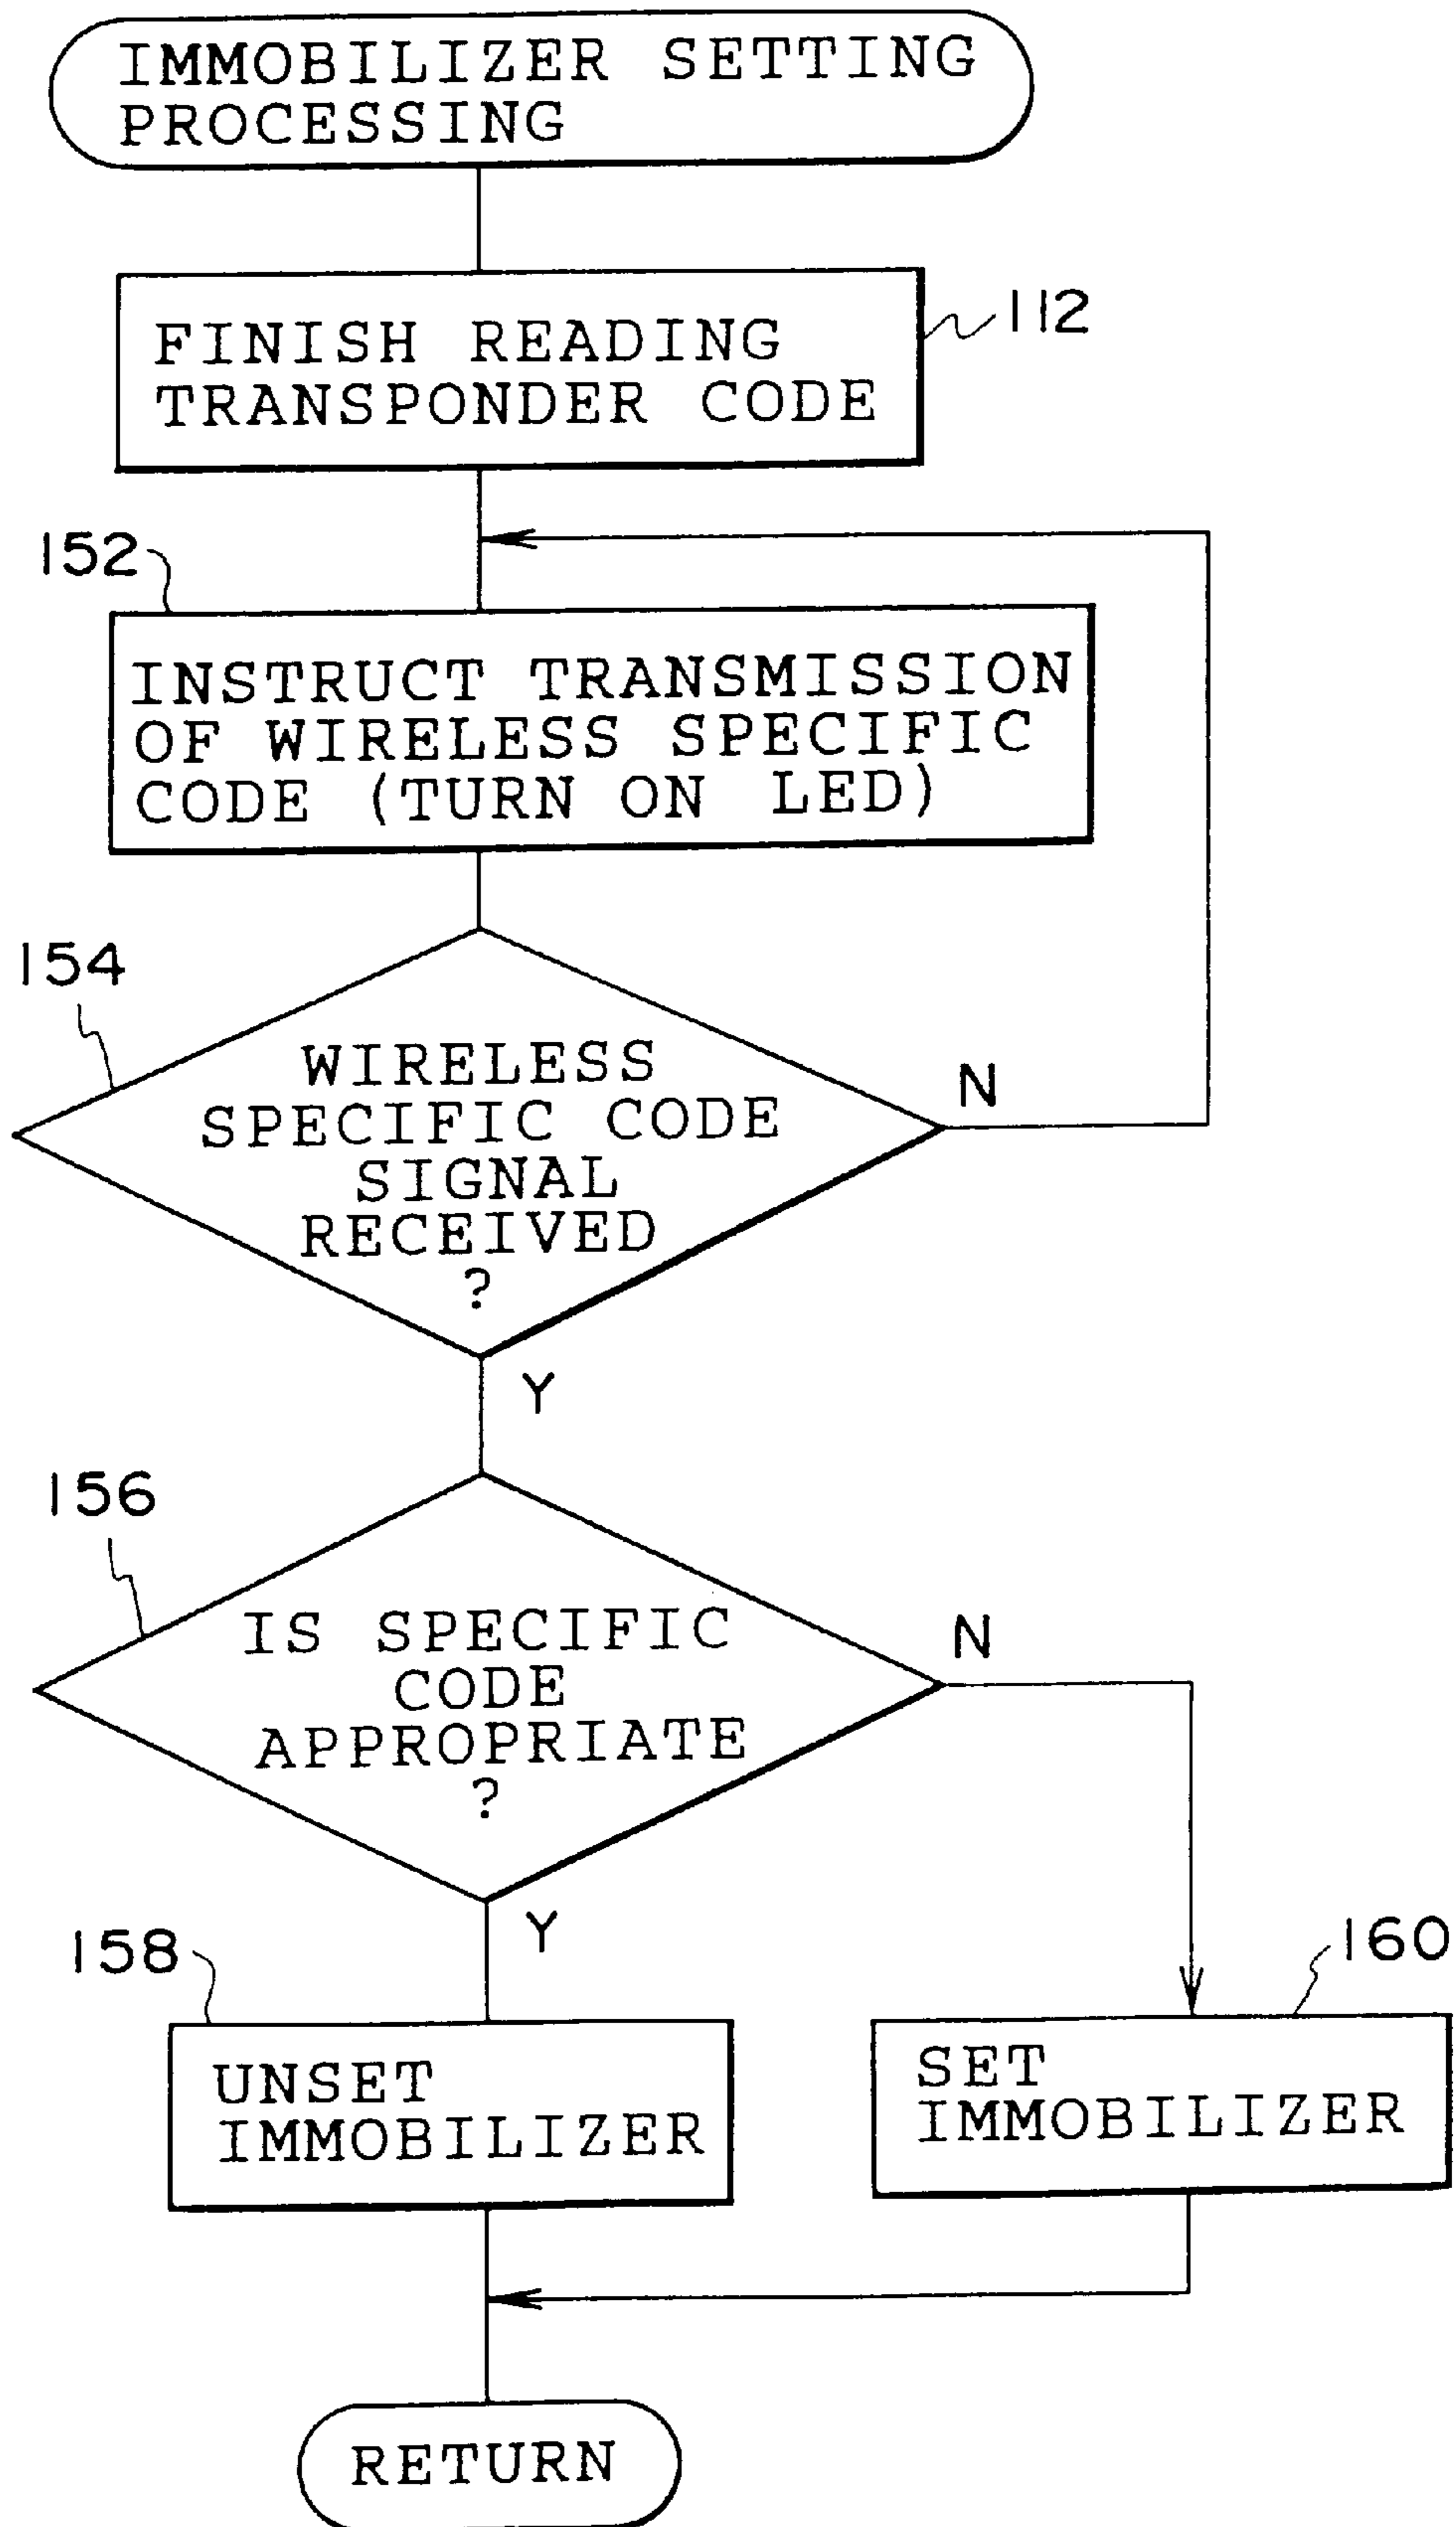 IMMOBILIZER SETTING
PROCESSING
FINISH READING
TRANSPONDER CODE
112
152
INSTRUCT TRANSMISSION
OF WIRELESS SPECIFIC
CODE (TURN ON LED)
154
WIRELESS
SPECIFIC CODE
SIGNAL
RECEIVED
?
N
Y
156
IS SPECIFIC
CODE
APPROPRIATE
?
N
Y
158
UNSET
IMMOBILIZER
160
SET
IMMOBILIZER
RETURN